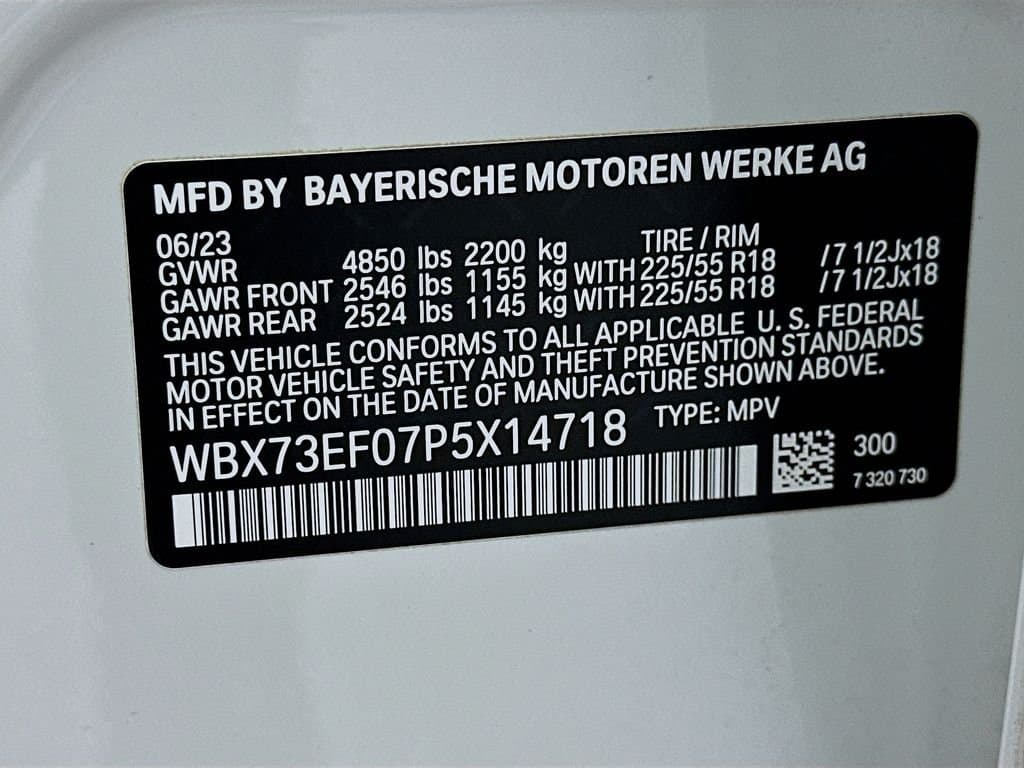 MFD BY BAYERISCHE MOTOREN WERKE AG
06/23 TIRE / RIM
GVWR 4850 lbs 2200 kg
GAWR FRONT 2546 lbs 1155 kg WITH 225/55 R18 /7 1/2Jx18
GAWR REAR 2524 lbs 1145 kg WITH 225/55 R18 /7 1/2Jx18
THIS VEHICLE CONFORMS TO ALL APPLICABLE U. S. FEDERAL
MOTOR VEHICLE SAFETY AND THEFT PREVENTION STANDARDS
IN EFFECT ON THE DATE OF MANUFACTURE SHOWN ABOVE.
WBX73EF07P5X14718 TYPE: MPV
300
7 320 730